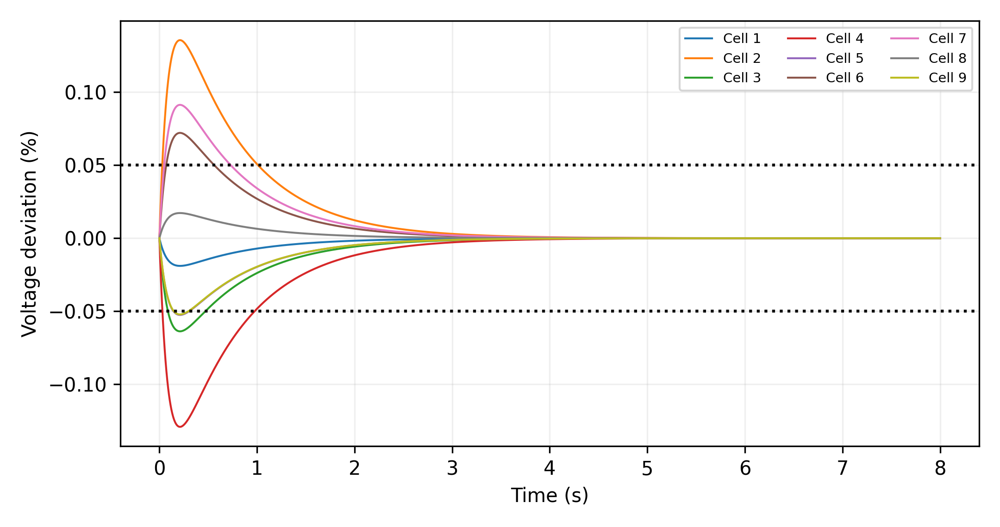 Cell 1 Cell 4 Cell 7
Cell 2 Cell 5 Cell 8
Cell 3 Cell 6 Cell 9
Voltage deviation (%)
0.10
0.05
0.00
−0.05
−0.10
0 1 2 3 4 5 6 7 8
Time (s)